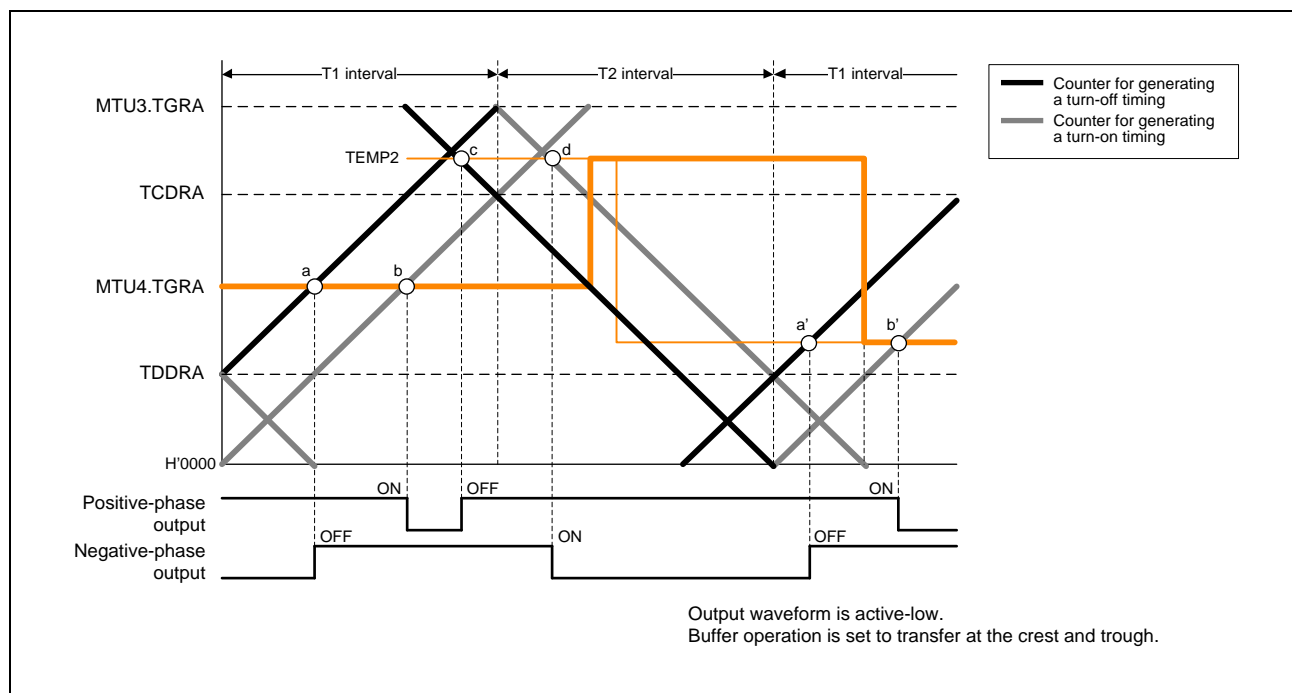 T1 interval
T2 interval
T1 interval
Counter for generating
a turn-off timing
Counter for generating
a turn-on timing
MTU3.TGRA
TEMP2
c
d
TCDRA
a
b
MTU4.TGRA
a'
b'
TDDRA
H'0000
ON
OFF
ON
Positive-phase
output
OFF
ON
OFF
Negative-phase
output
Output waveform is active-low.
Buffer operation is set to transfer at the crest and trough.